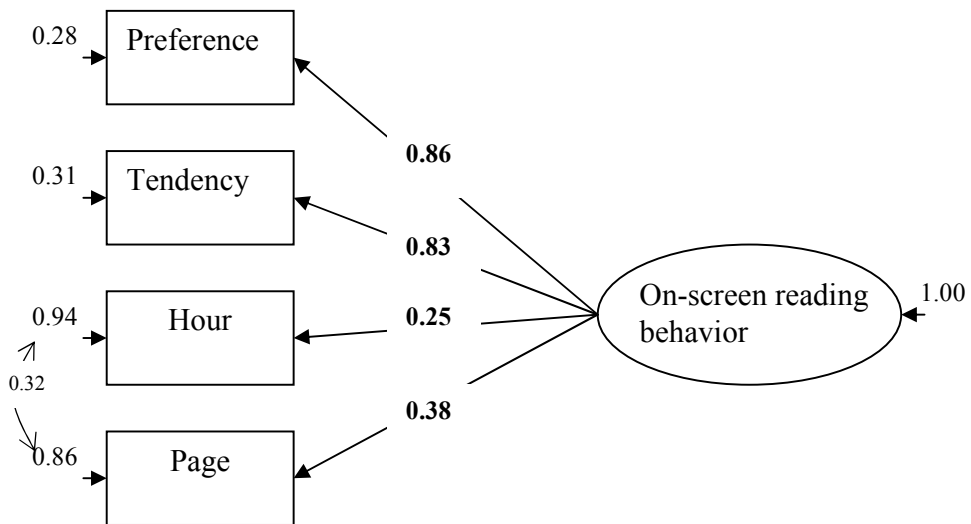 0.28
Preference
0.86
0.31
Tendency
0.83
On-screen reading
behavior
1.00
0.94
Hour
0.25
0.32
0.38
0.86
Page